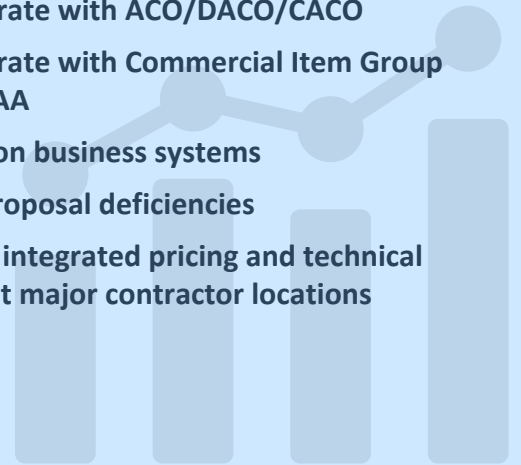 rate with ACO/DACO/CACO
rate with Commercial Item Group
AA
on business systems
roposal deficiencies
integrated pricing and technical
t major contractor locations